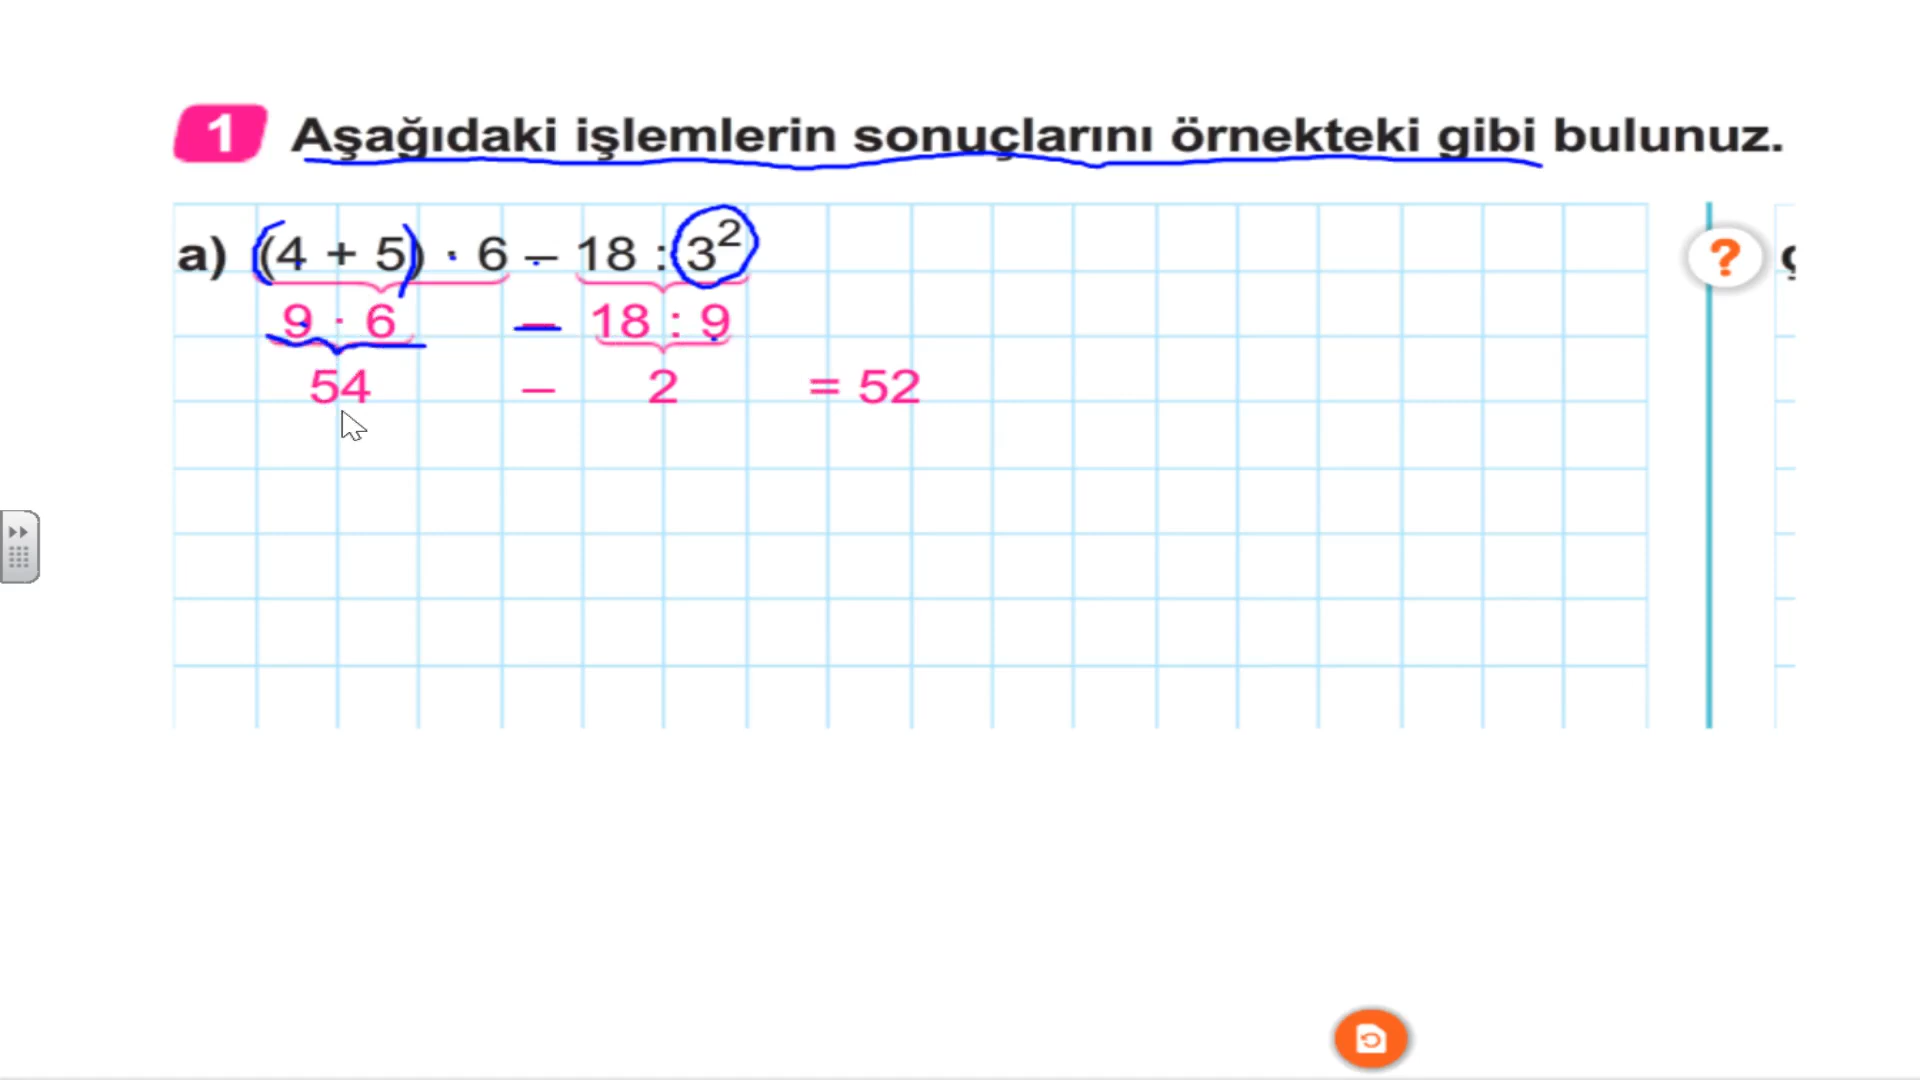 1 Aşağıdaki işlemlerin sonuçlarını örnekteki gibi bulunuz.
a) (4 + 5) · 6 – 18 : 3²
?
9 · 6 – 18 : 9
54 – 2 = 52